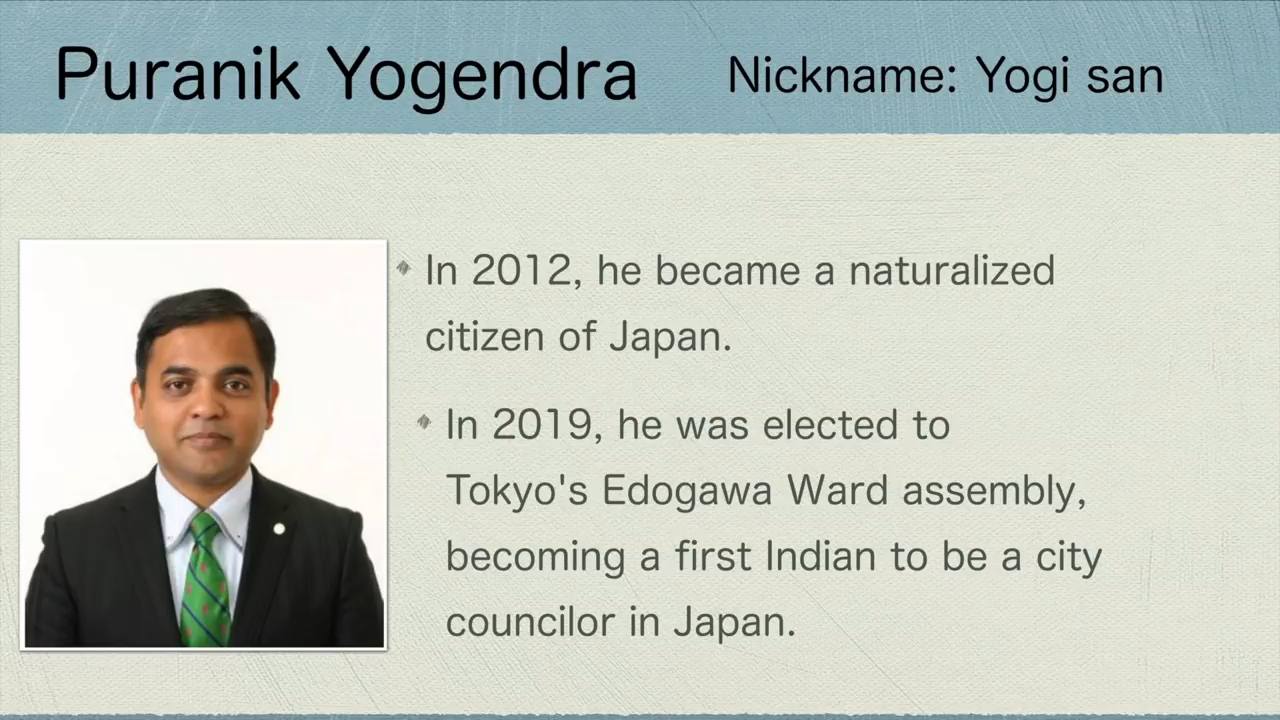 Puranik Yogendra Nickname: Yogi san
In 2012, he became a naturalized
citizen of Japan.
In 2019, he was elected to
Tokyo's Edogawa Ward assembly,
becoming a first Indian to be a city
councilor in Japan.